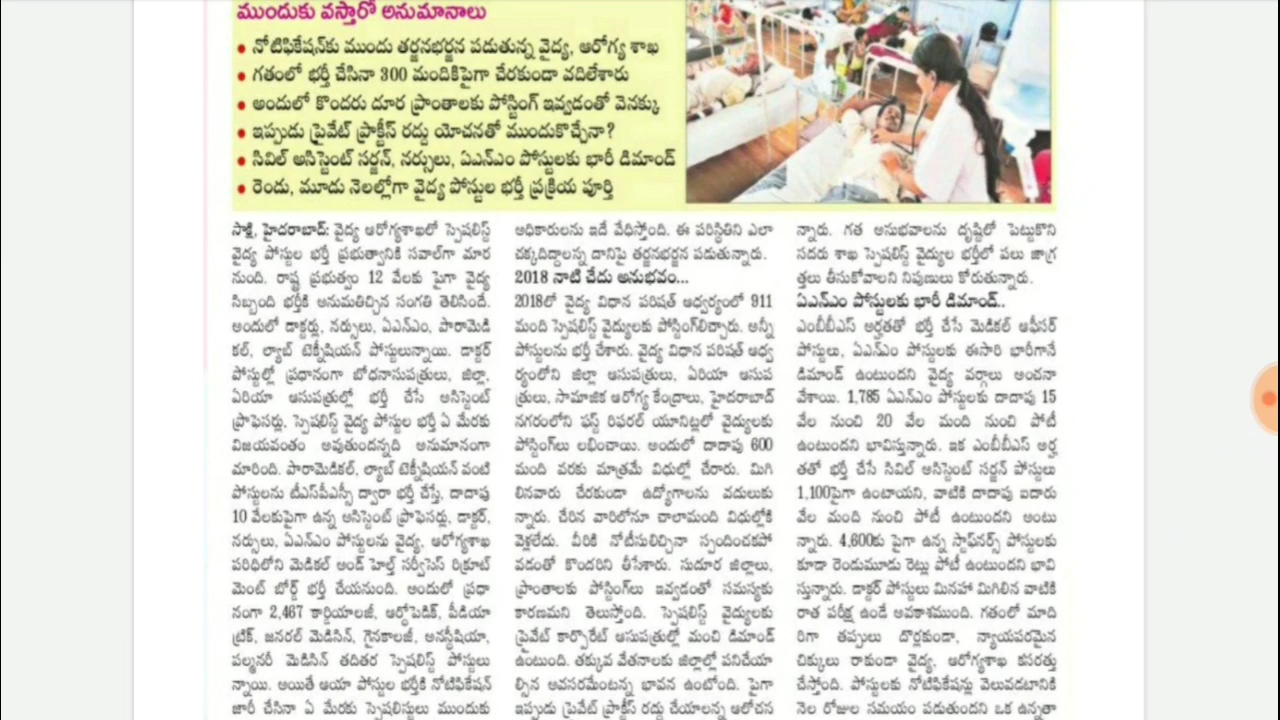 ముందుకు వస్తారో అనుమానాలు
• నోటిఫికేషన్‌కు ముందు తర్జనభర్జన పడుతున్న వైద్య, ఆరోగ్య శాఖ
• గతంలో భర్తీ చేసినా 300 మందికిపైగా చేరకుండా వదిలేశారు
• అందులో కొందరు దూర ప్రాంతాలకు పోస్టింగ్ ఇవ్వడంతో వెనక్కు
• ఇప్పుడు ప్రైవేట్ ప్రాక్టీస్ రద్దు యోచనతో ముందుకొచ్చేనా?
• సివిల్ అసిస్టెంట్ సర్జన్, నర్సులు, ఏఎన్ఎం పోస్టులకు భారీ డిమాండ్
• రెండు, మూడు నెలల్లోగా వైద్య పోస్టుల భర్తీ ప్రక్రియ పూర్తి
సాక్షి, హైదరాబాద్: వైద్య ఆరోగ్యశాఖలో స్పెషలిస్ట్
వైద్య పోస్టుల భర్తీ ప్రభుత్వానికి సవాల్‌గా మార
నుంది. రాష్ట్ర ప్రభుత్వం 12 వేలకు పైగా వైద్య
సిబ్బంది భర్తీకి అనుమతిచ్చిన సంగతి తెలిసిందే.
అందులో డాక్టర్లు, నర్సులు, ఏఎన్ఎం, పారామెడి
కల్, ల్యాబ్ టెక్నీషియన్ పోస్టులున్నాయి. డాక్టర్
పోస్టుల్లో ప్రధానంగా బోధనాసుపత్రులు, జిల్లా,
ఏరియా ఆసుపత్రుల్లో భర్తీ చేసే అసిస్టెంట్
ప్రొఫెసర్లు, స్పెషలిస్ట్ వైద్య పోస్టుల భర్తీ ఏ మేరకు
విజయవంతం అవుతుందన్నది అనుమానంగా
మారింది. పారామెడికల్, ల్యాబ్ టెక్నీషియన్ వంటి
పోస్టులను టీఎస్‌పీఎస్సీ ద్వారా భర్తీ చేస్తే, దాదాపు
10 వేలకుపైగా ఉన్న అసిస్టెంట్ ప్రొఫెసర్లు, డాక్టర్,
నర్సులు, ఏఎన్ఎం పోస్టులను వైద్య, ఆరోగ్యశాఖ
పరిధిలోని మెడికల్ అండ్ హెల్త్ సర్వీసెస్ రిక్రూట్
మెంట్ బోర్డ్ భర్తీ చేయనుంది. అందులో ప్రధా
నంగా 2,467 కార్డియాలజీ, ఆర్థోపెడిక్, పీడియా
ట్రిక్, జనరల్ మెడిసిన్, గైనకాలజీ, అనస్థీషియా,
పల్మనరీ మెడిసిన్ తదితర స్పెషలిస్ట్ పోస్టులు
న్నాయి. అయితే ఆయా పోస్టుల భర్తీకి నోటిఫికేషన్
జారీ చేసినా ఏ మేరకు స్పెషలిస్టులు ముందుకు
అధికారులను ఇదే వేధిస్తోంది. ఈ పరిస్థితిని ఎలా
చక్కదిద్దాలన్న దానిపై తర్జనభర్జన పడుతున్నారు.
2018 నాటి చేదు అనుభవం...
2018లో వైద్య విధాన పరిషత్ ఆధ్వర్యంలో 911
మంది స్పెషలిస్ట్ వైద్యులకు పోస్టింగ్‌లిచ్చారు. అన్నీ
పోస్టులను భర్తీ చేశారు. వైద్య విధాన పరిషత్ ఆధ్వ
ర్యంలోని జిల్లా ఆసుపత్రులు, ఏరియా ఆసుప
త్రులు, సామాజిక ఆరోగ్య కేంద్రాలు, హైదరాబాద్
నగరంలోని ఫస్ట్ రిఫరల్ యూనిట్లలో వైద్యులకు
పోస్టింగ్‌లు లభించాయి. అందులో దాదాపు 600
మంది వరకు మాత్రమే విధుల్లో చేరారు. మిగి
లినవారు చేరకుండా ఉద్యోగాలను వదులుకు
న్నారు. చేరిన వారిలోనూ చాలామంది విధుల్లోకి
వెళ్లలేదు. వీరికి నోటీసులిచ్చినా స్పందించకపో
వడంతో కొందరిని తీసేశారు. సుదూర జిల్లాలు,
ప్రాంతాలకు పోస్టింగ్‌లు ఇవ్వడంతో సమస్యకు
కారణమని తెలుస్తోంది. స్పెషలిస్ట్ వైద్యులకు
ప్రైవేట్ కార్పొరేట్ ఆసుపత్రుల్లో మంచి డిమాండ్
ఉంటుంది. తక్కువ వేతనాలకు జిల్లాల్లో పనిచేయా
ల్సిన అవసరమేంటన్న భావన ఉంటోంది. పైగా
ఇప్పుడు ప్రైవేట్ ప్రాక్టీస్ రద్దు చేయాలన్న ఆలోచన
న్నారు. గత అనుభవాలను దృష్టిలో పెట్టుకొని
సదరు శాఖ స్పెషలిస్ట్ వైద్యుల భర్తీలో పలు జాగ్ర
త్తలు తీసుకోవాలని నిపుణులు కోరుతున్నారు.
ఏఎన్ఎం పోస్టులకు భారీ డిమాండ్..
ఎంబీబీఎస్ అర్హతతో భర్తీ చేసే మెడికల్ ఆఫీసర్
పోస్టులు, ఏఎన్ఎం పోస్టులకు ఈసారి భారీగానే
డిమాండ్ ఉంటుందని వైద్య వర్గాలు అంచనా
వేశాయి. 1,785 ఏఎన్ఎం పోస్టులకు దాదాపు 15
వేల నుంచి 20 వేల మంది నుంచి పోటీ
ఉంటుందని భావిస్తున్నారు. ఇక ఎంబీబీఎస్ అర్హ
తతో భర్తీ చేసే సివిల్ అసిస్టెంట్ సర్జన్ పోస్టులు
1,100పైగా ఉంటాయని, వాటికి దాదాపు ఐదారు
వేల మంది నుంచి పోటీ ఉంటుందని అంటు
న్నారు. 4,600కు పైగా ఉన్న స్టాఫ్‌నర్స్ పోస్టులకు
కూడా రెండుమూడు రెట్లు పోటీ ఉంటుందని భావి
స్తున్నారు. డాక్టర్ పోస్టులు మినహా మిగిలిన వాటికి
రాత పరీక్ష ఉండే అవకాశముంది. గతంలో మాది
రిగా తప్పులు దొర్లకుండా, న్యాయపరమైన
చిక్కులు రాకుండా వైద్య, ఆరోగ్యశాఖ కసరత్తు
చేస్తోంది. పోస్టులకు నోటిఫికేషన్లు వెలువడటానికి
నెల రోజుల సమయం పడుతుందని ఒక ఉన్నతా